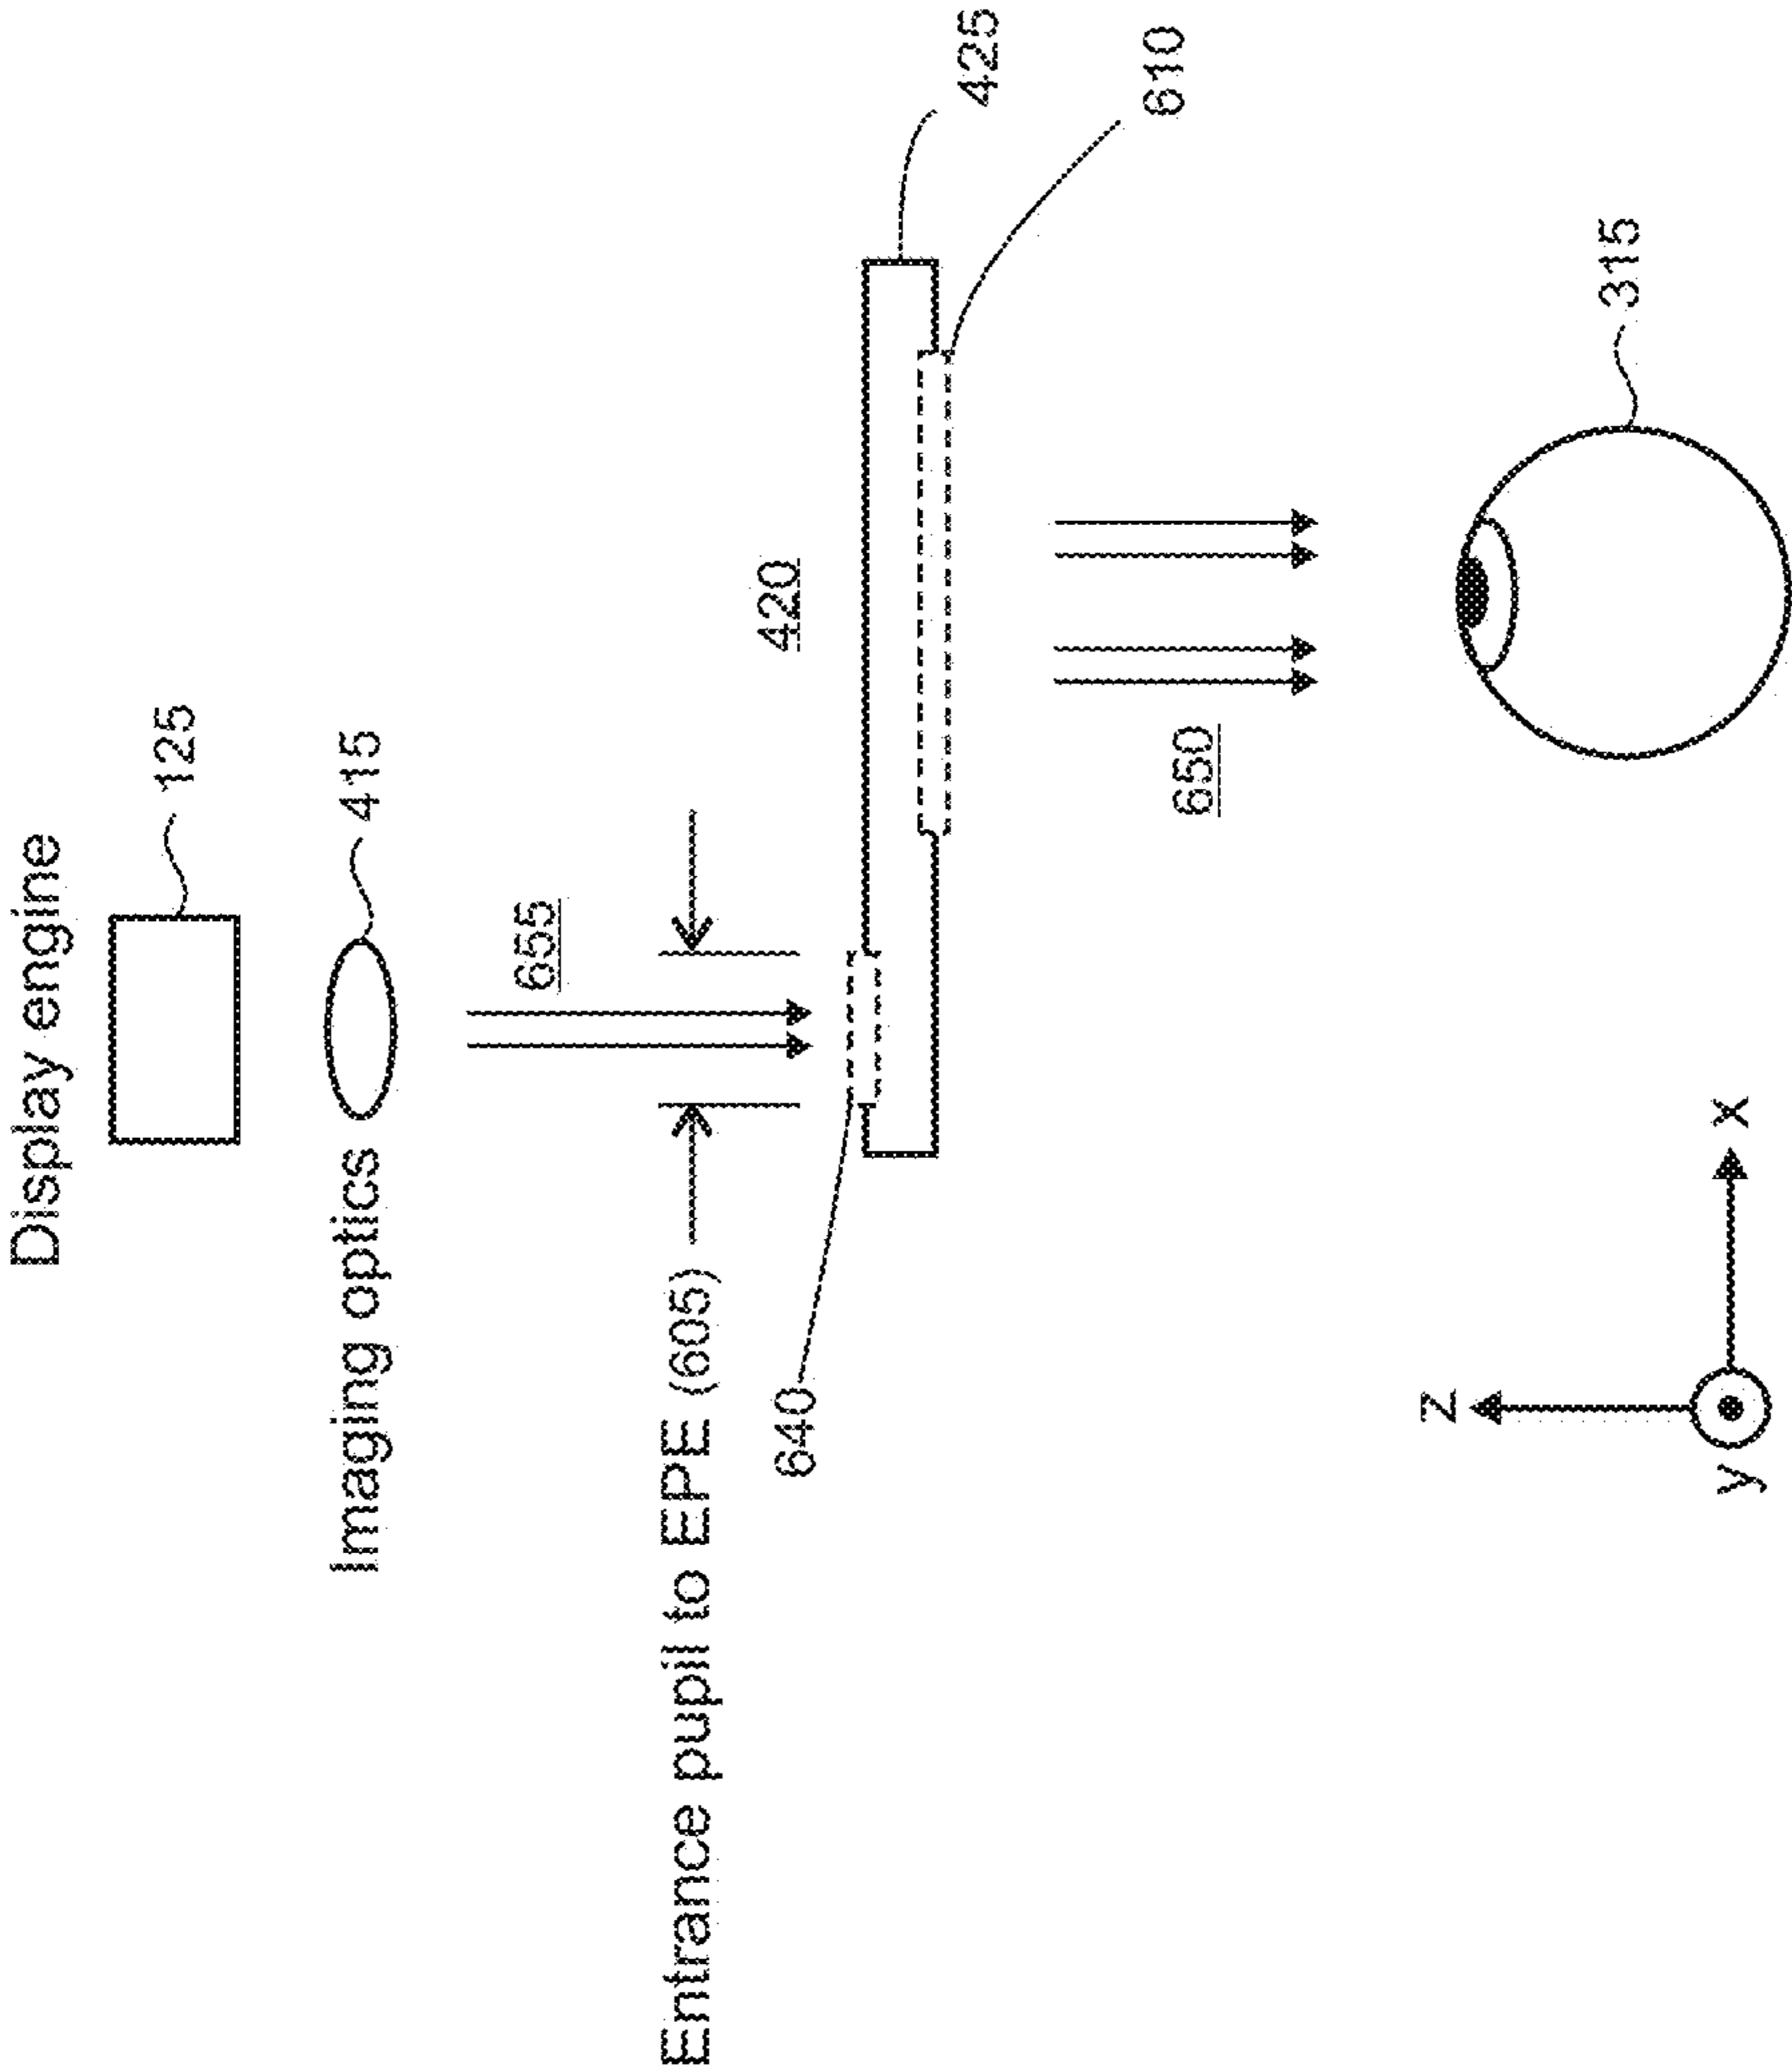 Display engine
125
Imaging optics
415
655
Entrance pupil to EPE (605)
640
420
425
610
650
315
z
y
x